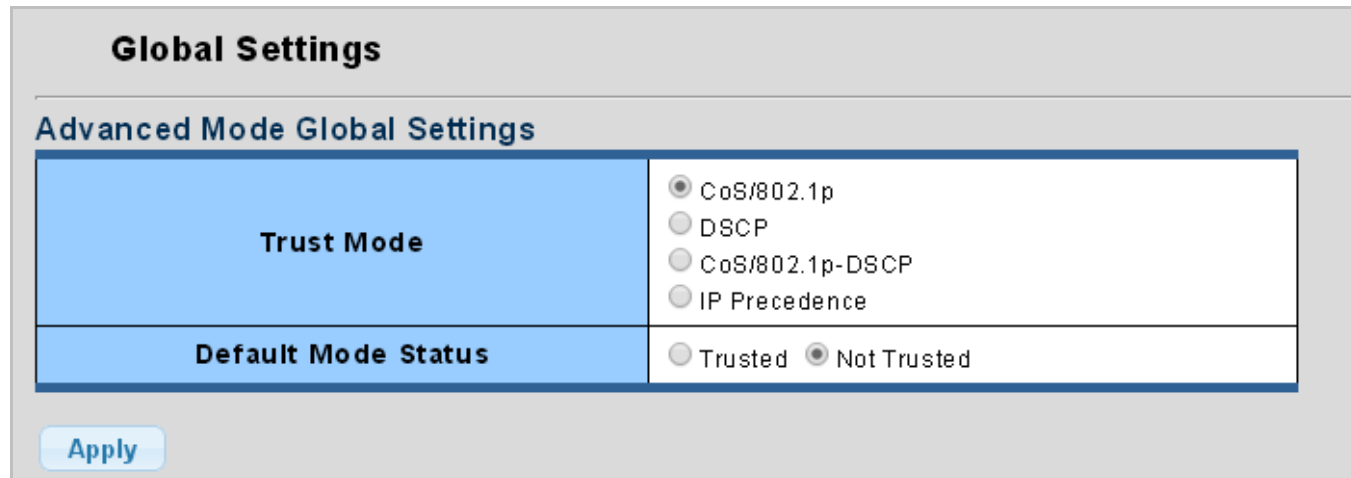 Global Settings
Advanced Mode Global Settings
Trust Mode
CoS/802.1p
DSCP
CoS/802.1p-DSCP
IP Precedence
Default Mode Status
Trusted Not Trusted
Apply